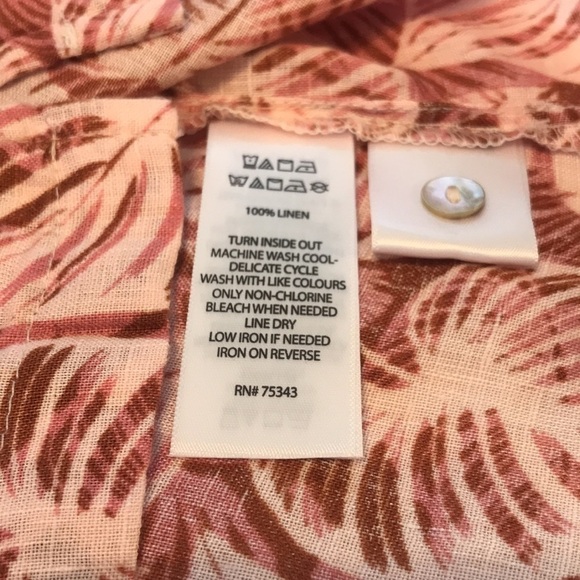 100% LINEN
TURN INSIDE OUT
MACHINE WASH COOL-
DELICATE CYCLE
WASH WITH LIKE COLOURS
ONLY NON-CHLORINE
BLEACH WHEN NEEDED
LINE DRY
LOW IRON IF NEEDED
IRON ON REVERSE
RN# 75343